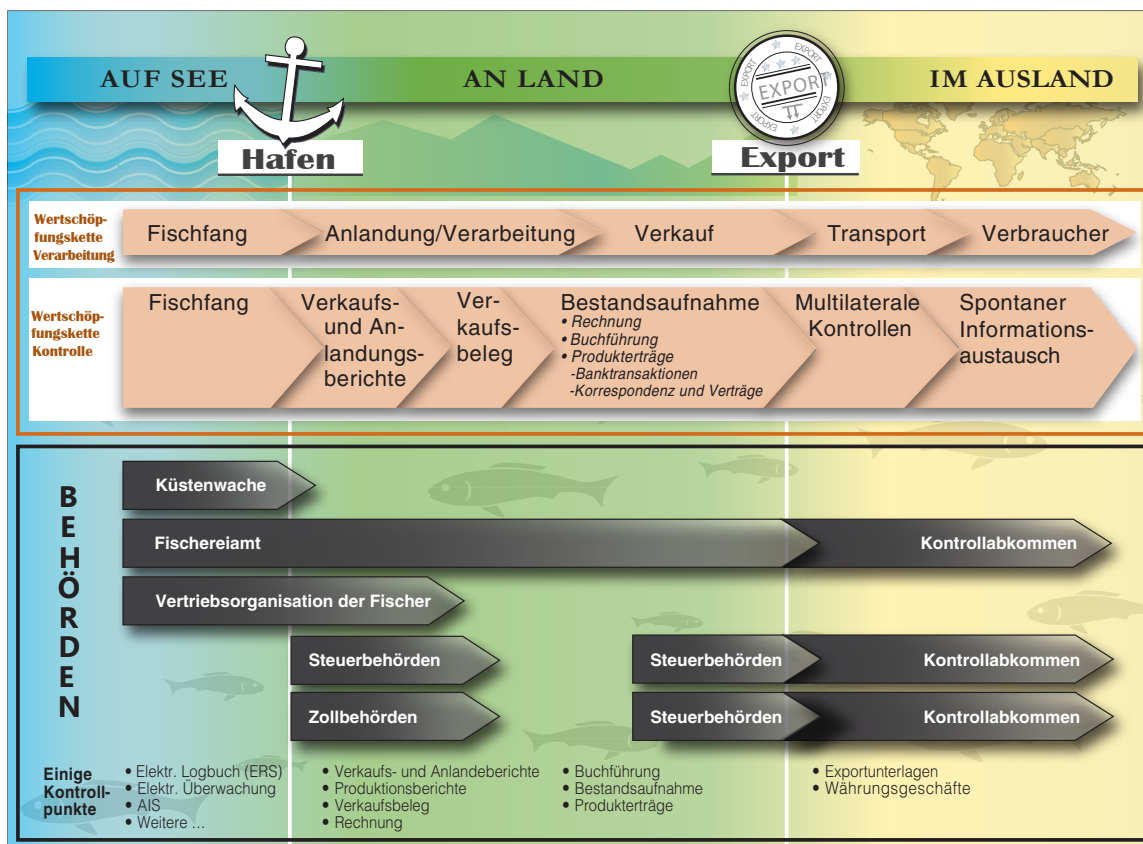 AUF SEE
AN LAND
IM AUSLAND
EXPORT
EXPORT
EXPORT
EXPORT
EXPOR
Hafen
Export
Wertschöp-
fungskette
Verarbeitung
Fischfang
Anlandung/Verarbeitung
Verkauf
Transport
Verbraucher
Wertschöp-
fungskette
Kontrolle
Fischfang
Verkaufs-
und An-
landungs-
berichte
Ver-
kaufs-
beleg
Bestandsaufnahme
• Rechnung
• Buchführung
• Produkterträge
-Banktransaktionen
-Korrespondenz und Verträge
Multilaterale
Kontrollen
Spontaner
Informations-
austausch
BEHÖRDEN
Küstenwache
Fischereiamt
Kontrollabkommen
Vertriebsorganisation der Fischer
Steuerbehörden
Steuerbehörden
Kontrollabkommen
Zollbehörden
Steuerbehörden
Kontrollabkommen
Einige
Kontroll-
punkte
• Elektr. Logbuch (ERS)
• Elektr. Überwachung
• AIS
• Weitere ...
• Verkaufs- und Anlandeberichte
• Produktionsberichte
• Verkaufsbeleg
• Rechnung
• Buchführung
• Bestandsaufnahme
• Produkterträge
• Exportunterlagen
• Währungsgeschäfte